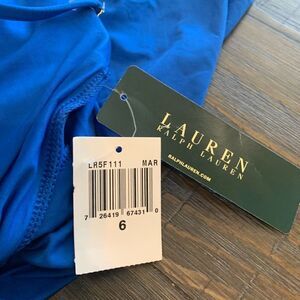 LAUREN
RALPH LAUREN
RALPHLAUREN.COM
LR5F111 MAR
7 26419 67431 0
6